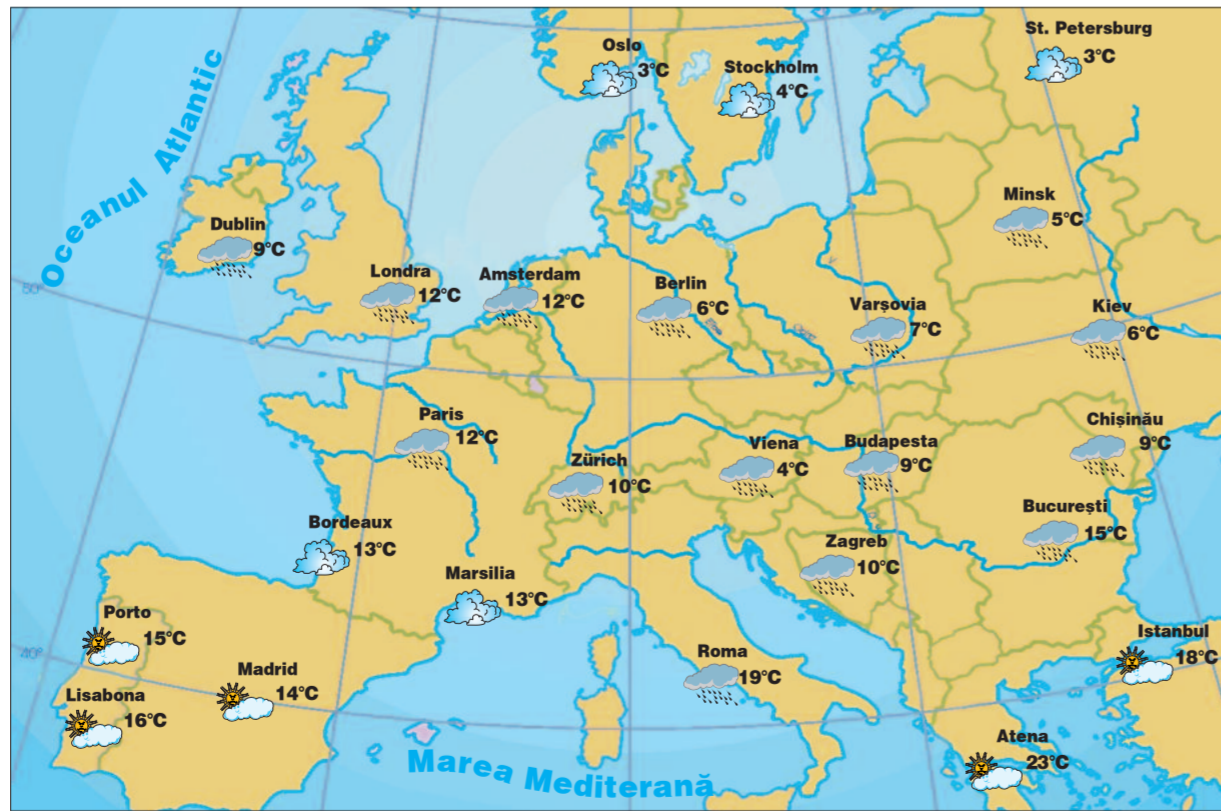 St. Petersburg
3°C
Oslo
3°C
Stockholm
4°C
Oceanul Atlantic
Minsk
5°C
Dublin
9°C
Londra
12°C
Amsterdam
12°C
Berlin
6°C
Varșovia
7°C
Kiev
6°C
50°
Paris
12°C
Zürich
10°C
Viena
4°C
Budapesta
9°C
Chișinău
9°C
Bordeaux
13°C
București
15°C
Zagreb
10°C
Marsilia
13°C
Porto
15°C
40°
Madrid
14°C
Lisabona
16°C
Roma
19°C
Istanbul
18°C
Atena
23°C
Marea Mediterană